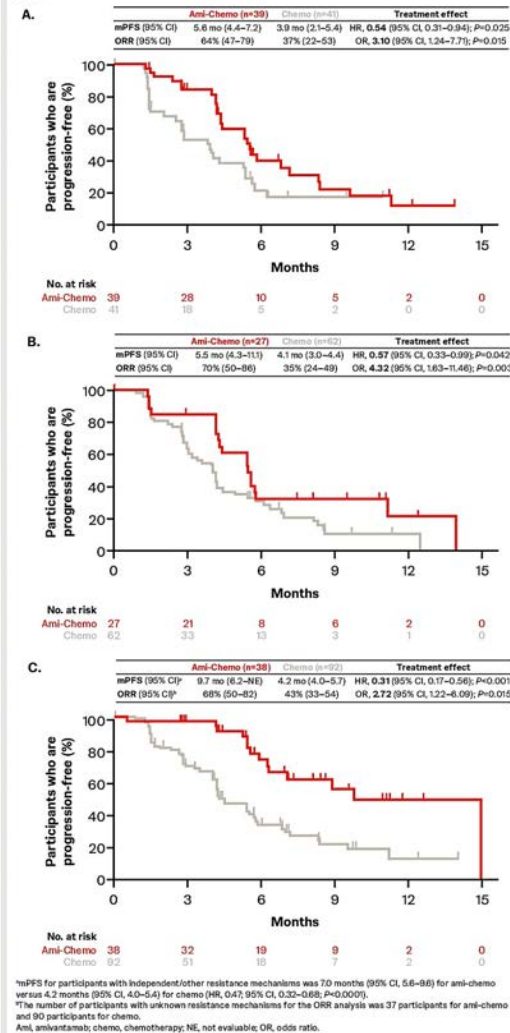 A.
Ami-Chemo (n=39) Chemo (n=41) Treatment effect
mPFS (95% CI) 5.6 mo (4.4–7.2) 3.9 mo (2.1–5.4) HR, 0.54 (95% CI, 0.31–0.94); P=0.025
ORR (95% CI) 64% (47–79) 37% (22–53) OR, 3.10 (95% CI, 1.24–7.71); P=0.015
Participants who are
progression-free (%)
100
80
60
40
20
0
0 3 6 9 12 15
Months
No. at risk
Ami-Chemo 39 28 10 5 2 0
Chemo 41 18 5 2 0 0
B.
Ami-Chemo (n=27) Chemo (n=62) Treatment effect
mPFS (95% CI) 5.5 mo (4.3–11.1) 4.1 mo (3.0–4.4) HR, 0.57 (95% CI, 0.33–0.99); P=0.042
ORR (95% CI) 70% (50–86) 35% (24–49) OR, 4.32 (95% CI, 1.63–11.46); P=0.003
Participants who are
progression-free (%)
100
80
60
40
20
0
0 3 6 9 12 15
Months
No. at risk
Ami-Chemo 27 21 8 6 2 0
Chemo 62 33 13 3 1 0
C.
Ami-Chemo (n=38) Chemo (n=92) Treatment effect
mPFS (95% CI)ᵃ 9.7 mo (6.2–NE) 4.2 mo (4.0–5.7) HR, 0.31 (95% CI, 0.17–0.56); P<0.001
ORR (95% CI)ᵇ 68% (50–82) 43% (33–54) OR, 2.72 (95% CI, 1.22–6.09); P=0.015
Participants who are
progression-free (%)
100
80
60
40
20
0
0 3 6 9 12 15
Months
No. at risk
Ami-Chemo 38 32 19 9 2 0
Chemo 92 51 18 7 2 0
ᵃmPFS for participants with independent/other resistance mechanisms was 7.0 months (95% CI, 5.6–9.6) for ami-chemo
versus 4.2 months (95% CI, 4.0–5.4) for chemo (HR, 0.47; 95% CI, 0.32–0.68; P<0.0001).
ᵇThe number of participants with unknown resistance mechanisms for the ORR analysis was 37 participants for ami-chemo
and 90 participants for chemo.
Ami, amivantamab; chemo, chemotherapy; NE, not evaluable; OR, odds ratio.